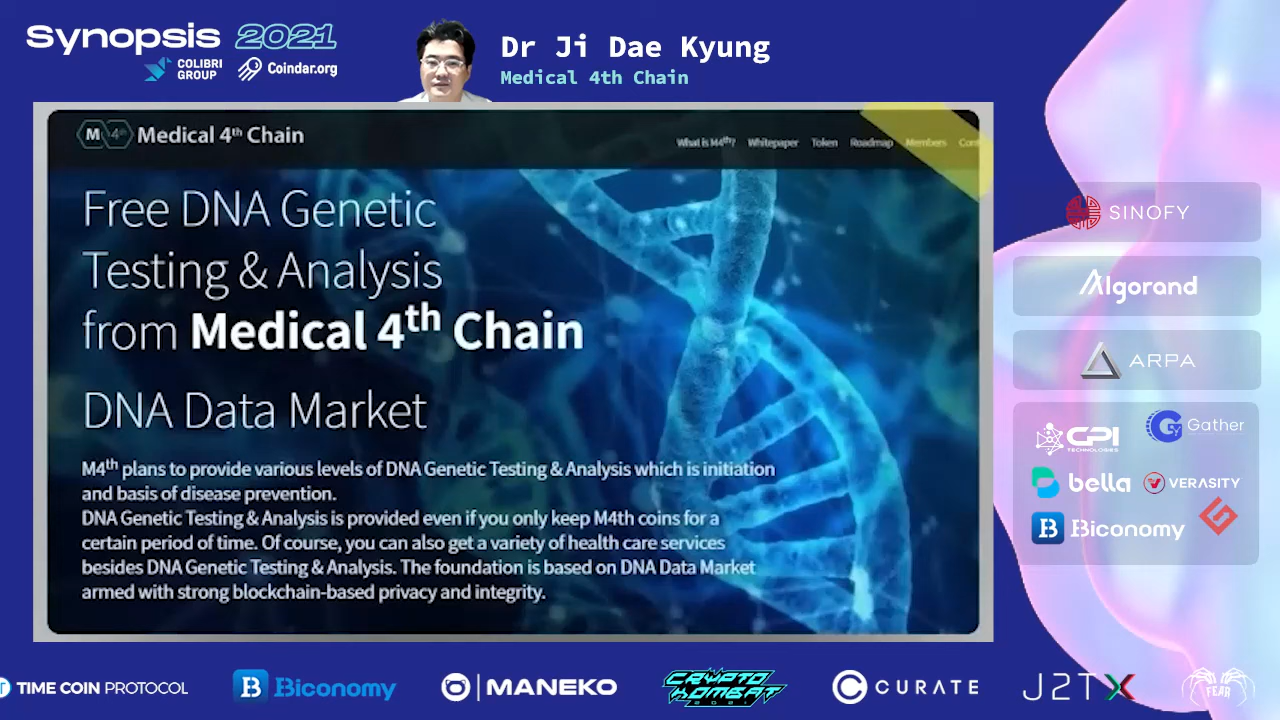 Synopsis 2021
COLIBRI
GROUP
Coindar.org
Dr Ji Dae Kyung
Medical 4th Chain
M 4th Medical 4th Chain
What is M4th? Whitepaper Token Roadmap Members
Free DNA Genetic
Testing & Analysis
from Medical 4th Chain
DNA Data Market
M4th plans to provide various levels of DNA Genetic Testing & Analysis which is initiation
and basis of disease prevention.
DNA Genetic Testing & Analysis is provided even if you only keep M4th coins for a
certain period of time. Of course, you can also get a variety of health care services
besides DNA Genetic Testing & Analysis. The foundation is based on DNA Data Market
armed with strong blockchain-based privacy and integrity.
SINOFY
Algorand
ARPA
CPI
TECHNOLOGIES
Gather
bella
VERASITY
B Biconomy
TIME COIN PROTOCOL
B Biconomy
MANEKO
CRYPTO
KOMBAT
2021
CURATE
J2TX
FEAR